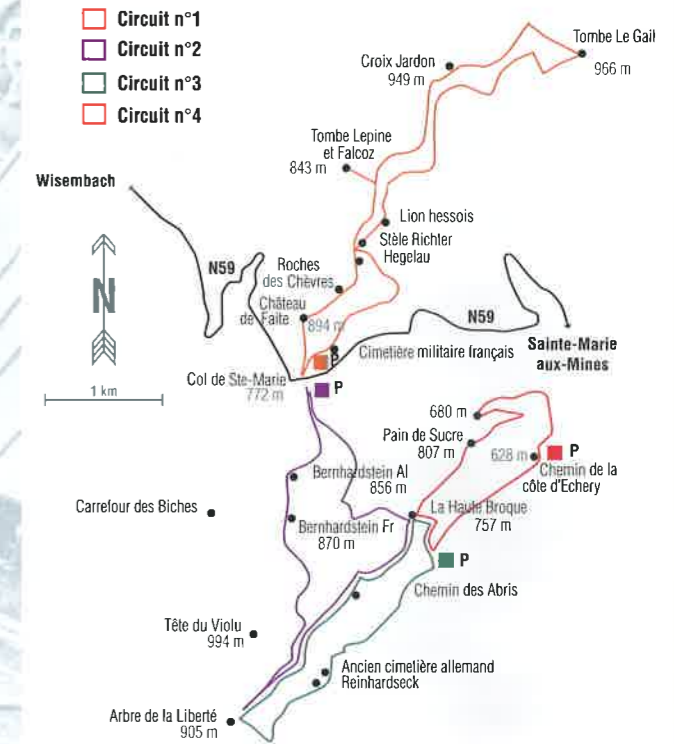 Circuit n°1
Circuit n°2
Circuit n°3
Circuit n°4
Tombe Le Gail
966 m
Croix Jardon
949 m
Tombe Lepine
et Falcoz
843 m
Wisembach
Lion hessois
Stèle Richter
Hegelau
N59
N
Roches
des Chèvres
Château
de Faite
894 m
N59
Sainte-Marie
aux-Mines
P
Cimetière militaire français
Col de Ste-Marie
772 m
P
1 km
680 m
Pain de Sucre
807 m
628 m
P
Chemin de la
côte d'Echery
Bernhardstein Al
856 m
Carrefour des Biches
La Haute Broque
757 m
Bernhardstein Fr
870 m
P
Chemin des Abris
Tête du Violu
994 m
Ancien cimetière allemand
Reinhardseck
Arbre de la Liberté
905 m